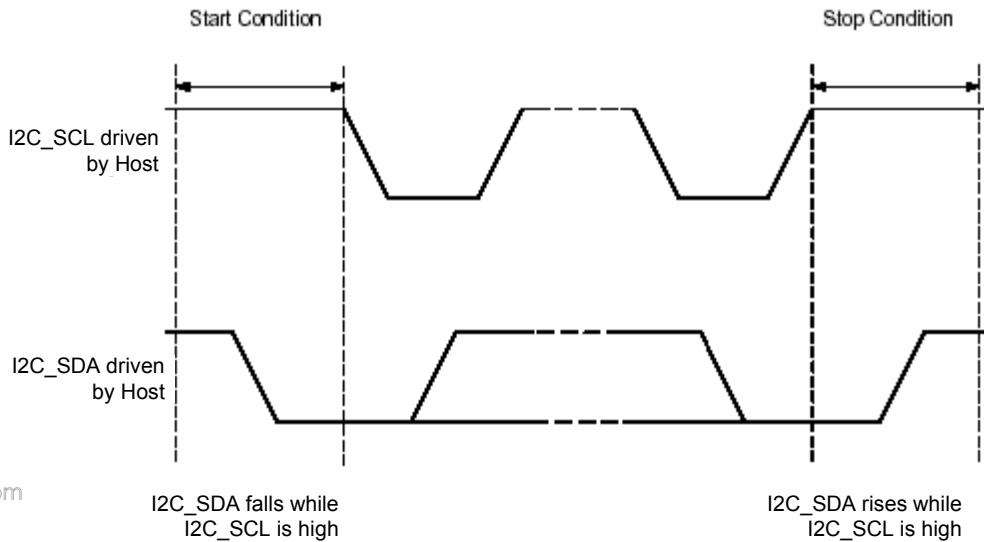 Start Condition
Stop Condition
I2C_SCL driven
by Host
I2C_SDA driven
by Host
I2C_SDA falls while
I2C_SCL is high
I2C_SDA rises while
I2C_SCL is high